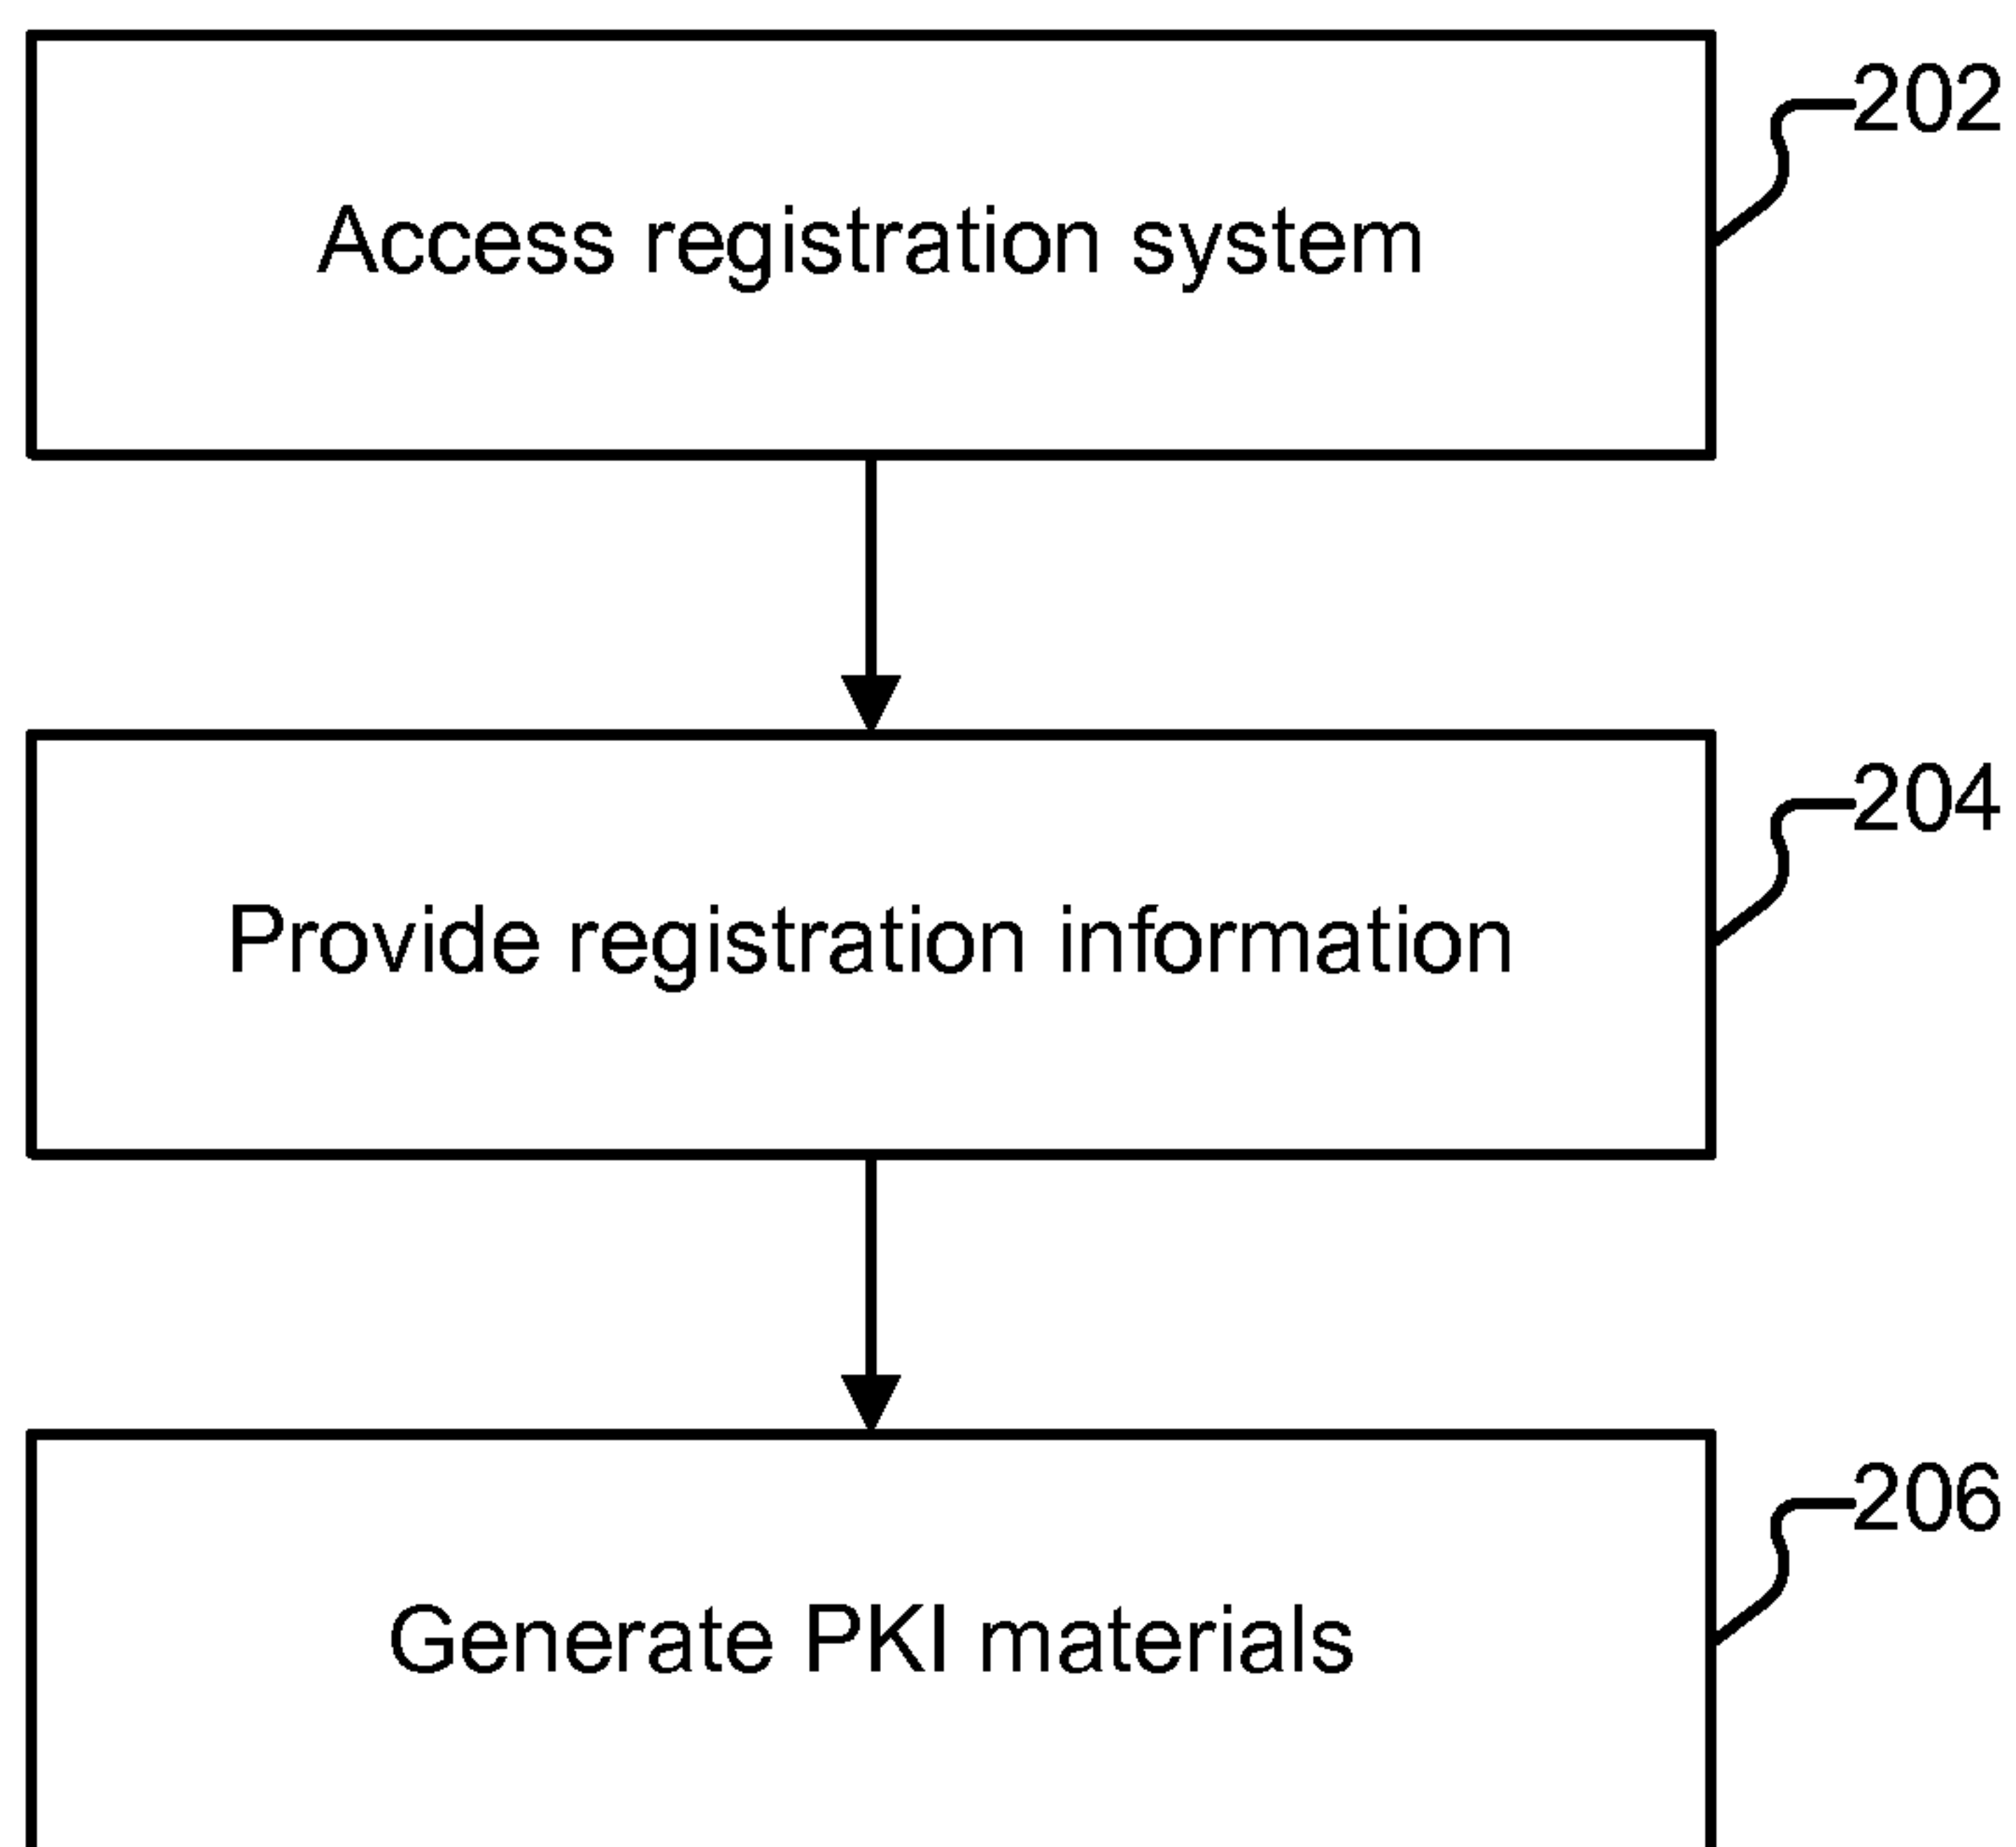 202
Access registration system
204
Provide registration information
206
Generate PKI materials